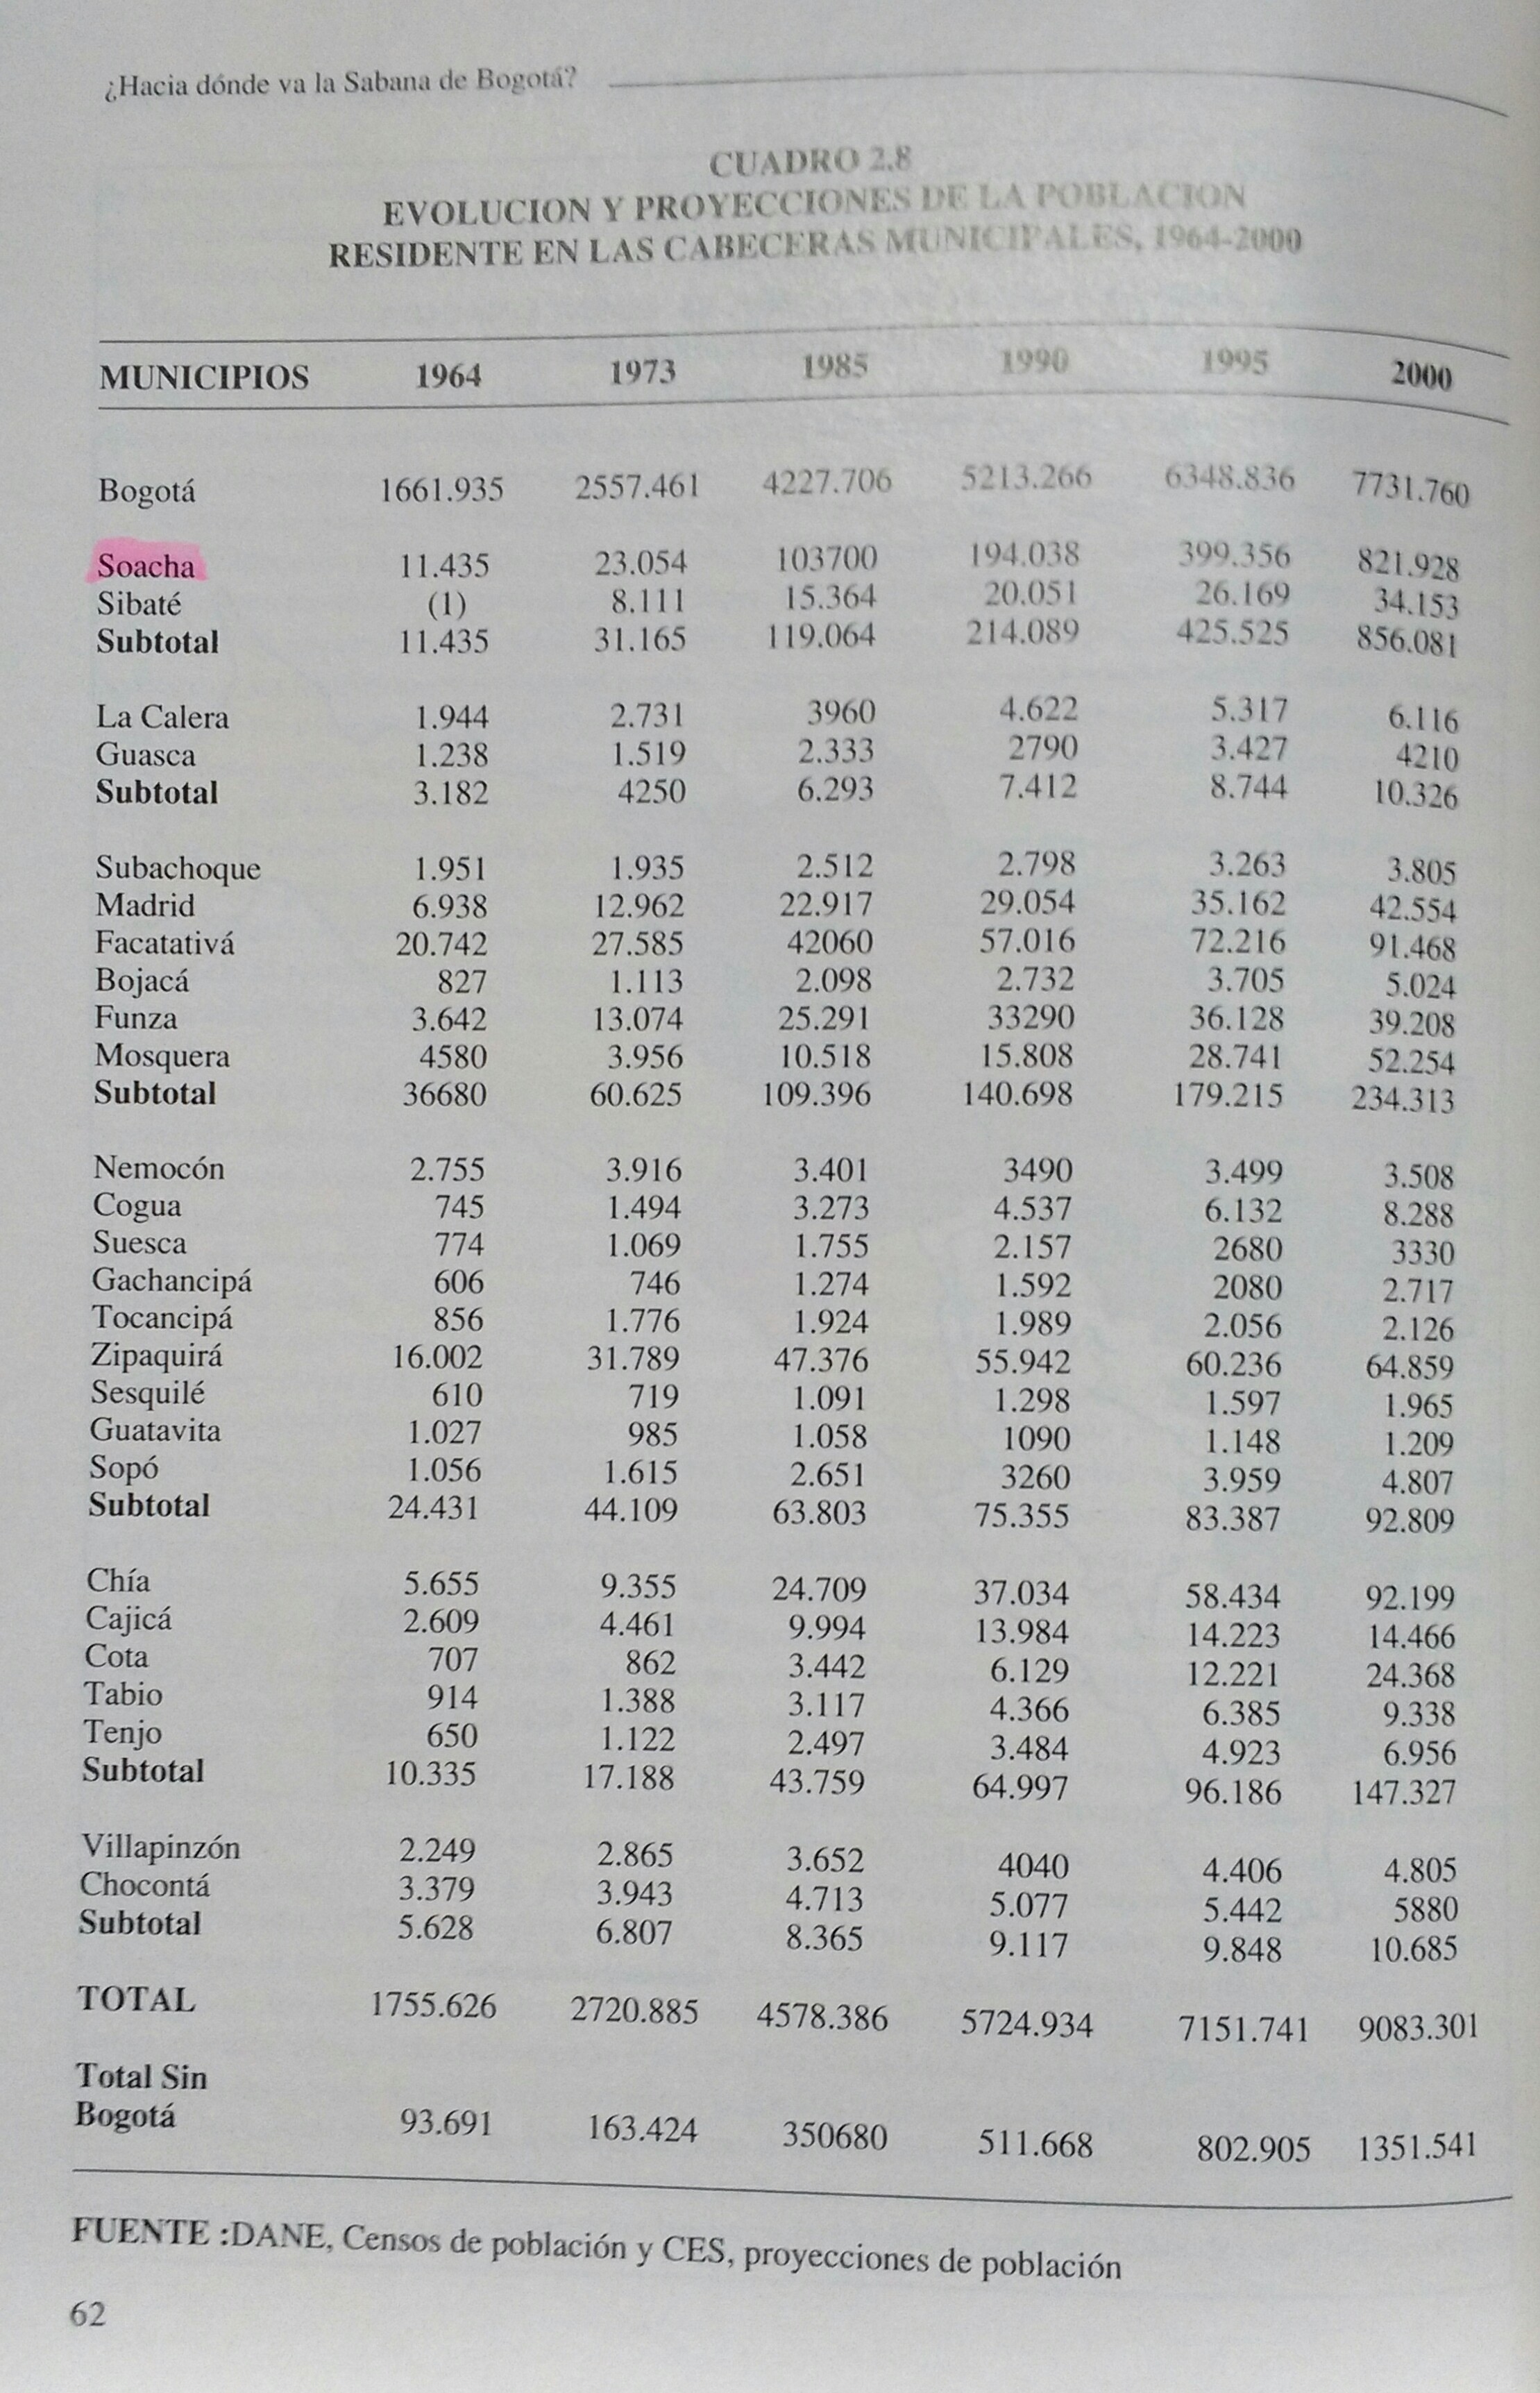 ¿Hacia dónde va la Sabana de Bogotá?
CUADRO 2.8
EVOLUCION Y PROYECCIONES DE LA POBLACION
RESIDENTE EN LAS CABECERAS MUNICIPALES, 1964-2000
MUNICIPIOS 1964 1973 1985 1990 1995 2000
Bogotá 1661.935 2557.461 4227.706 5213.266 6348.836 7731.760
Soacha 11.435 23.054 103700 194.038 399.356 821.928
Sibaté (1) 8.111 15.364 20.051 26.169 34.153
Subtotal 11.435 31.165 119.064 214.089 425.525 856.081
La Calera 1.944 2.731 3960 4.622 5.317 6.116
Guasca 1.238 1.519 2.333 2790 3.427 4210
Subtotal 3.182 4250 6.293 7.412 8.744 10.326
Subachoque 1.951 1.935 2.512 2.798 3.263 3.805
Madrid 6.938 12.962 22.917 29.054 35.162 42.554
Facatativá 20.742 27.585 42060 57.016 72.216 91.468
Bojacá 827 1.113 2.098 2.732 3.705 5.024
Funza 3.642 13.074 25.291 33290 36.128 39.208
Mosquera 4580 3.956 10.518 15.808 28.741 52.254
Subtotal 36680 60.625 109.396 140.698 179.215 234.313
Nemocón 2.755 3.916 3.401 3490 3.499 3.508
Cogua 745 1.494 3.273 4.537 6.132 8.288
Suesca 774 1.069 1.755 2.157 2680 3330
Gachancipá 606 746 1.274 1.592 2080 2.717
Tocancipá 856 1.776 1.924 1.989 2.056 2.126
Zipaquirá 16.002 31.789 47.376 55.942 60.236 64.859
Sesquilé 610 719 1.091 1.298 1.597 1.965
Guatavita 1.027 985 1.058 1090 1.148 1.209
Sopó 1.056 1.615 2.651 3260 3.959 4.807
Subtotal 24.431 44.109 63.803 75.355 83.387 92.809
Chía 5.655 9.355 24.709 37.034 58.434 92.199
Cajicá 2.609 4.461 9.994 13.984 14.223 14.466
Cota 707 862 3.442 6.129 12.221 24.368
Tabio 914 1.388 3.117 4.366 6.385 9.338
Tenjo 650 1.122 2.497 3.484 4.923 6.956
Subtotal 10.335 17.188 43.759 64.997 96.186 147.327
Villapinzón 2.249 2.865 3.652 4040 4.406 4.805
Chocontá 3.379 3.943 4.713 5.077 5.442 5880
Subtotal 5.628 6.807 8.365 9.117 9.848 10.685
TOTAL 1755.626 2720.885 4578.386 5724.934 7151.741 9083.301
Total Sin
Bogotá 93.691 163.424 350680 511.668 802.905 1351.541
FUENTE :DANE, Censos de población y CES, proyecciones de población
62